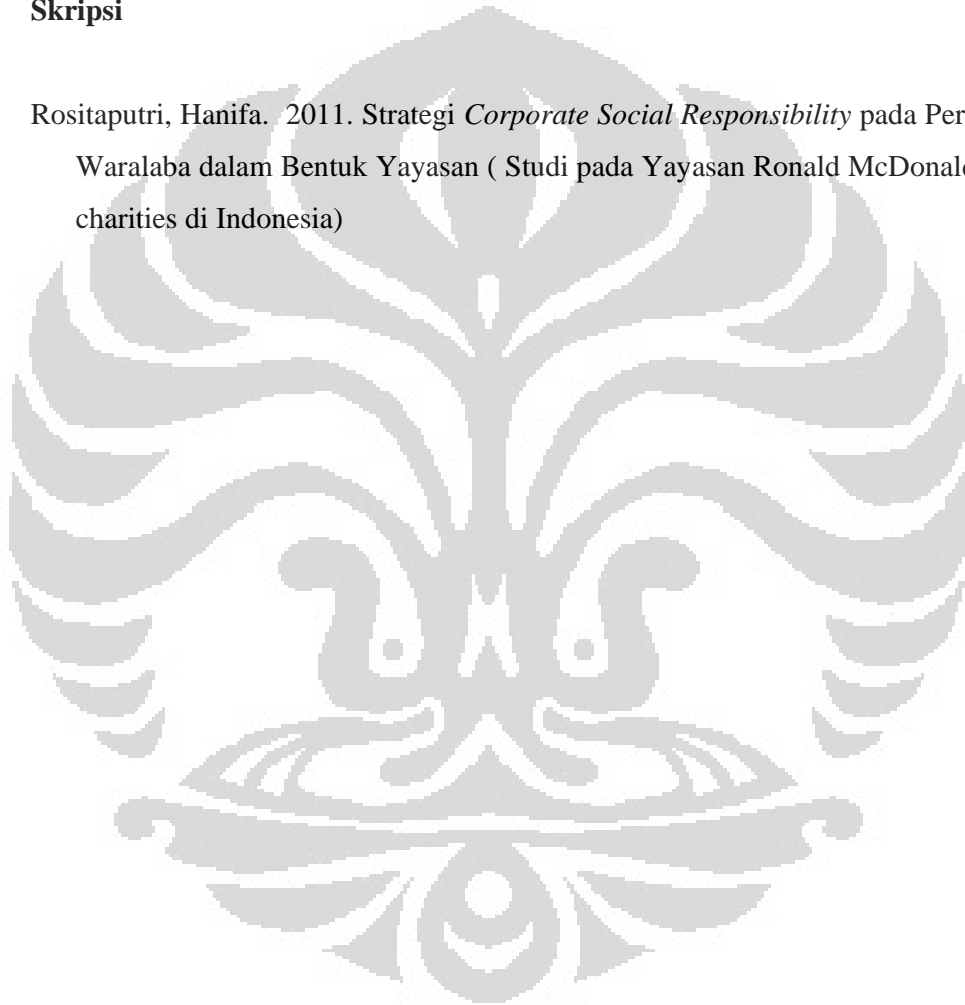 Skripsi
Rositaputri, Hanifa. 2011. Strategi Corporate Social Responsibility pada Per
Waralaba dalam Bentuk Yayasan ( Studi pada Yayasan Ronald McDonald
charities di Indonesia)